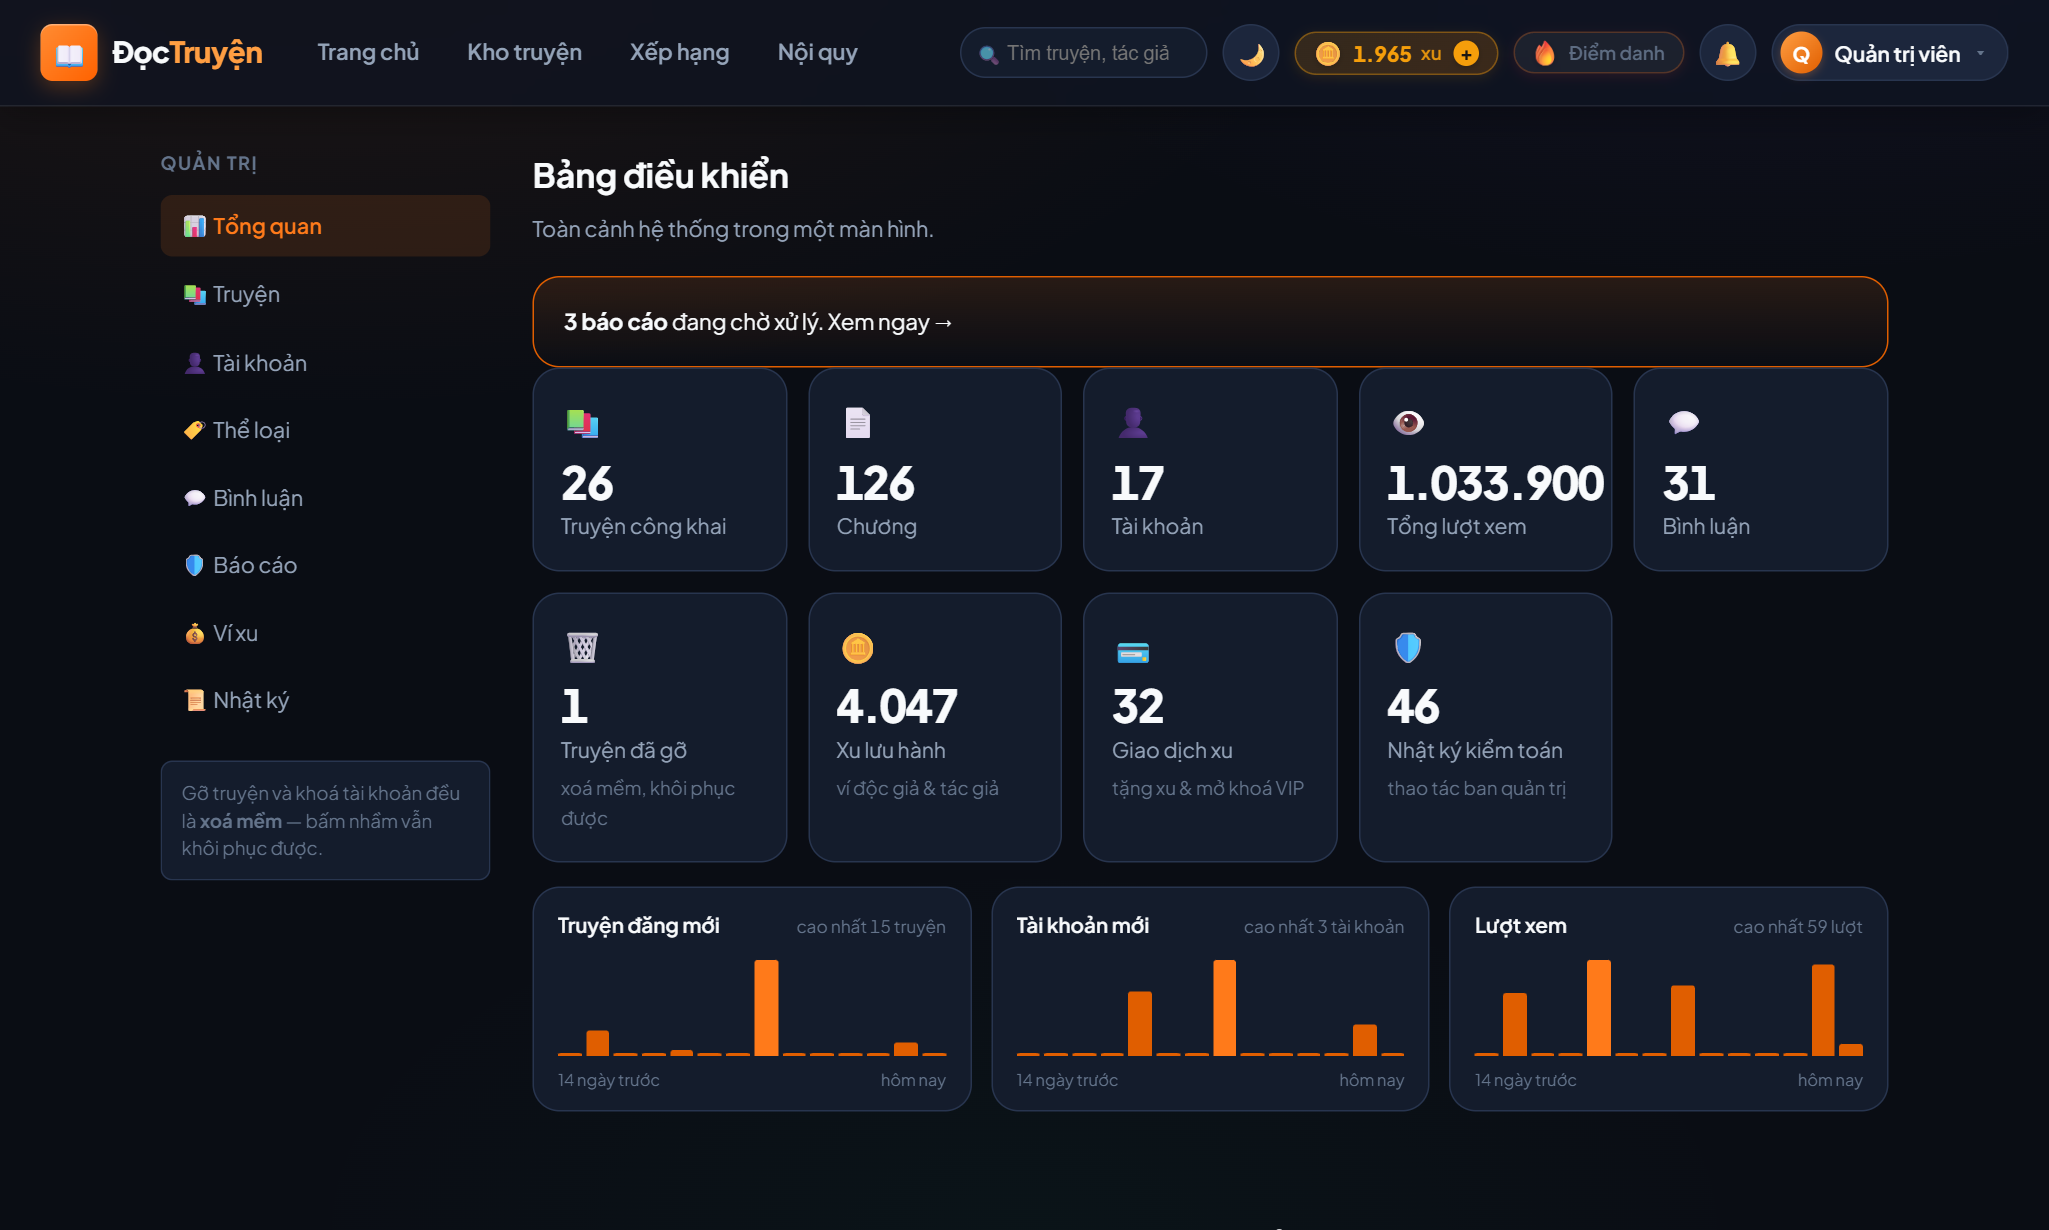 ĐọcTruyện
Trang chủ
Kho truyện
Xếp hạng
Nội quy
Tìm truyện, tác giả
1.965 xu +
Điểm danh
Q Quản trị viên
QUẢN TRỊ
Tổng quan
Truyện
Tài khoản
Thể loại
Bình luận
Báo cáo
Ví xu
Nhật ký
Gỡ truyện và khoá tài khoản đều
là xoá mềm — bấm nhầm vẫn
khôi phục được.
Bảng điều khiển
Toàn cảnh hệ thống trong một màn hình.
3 báo cáo đang chờ xử lý. Xem ngay →
26
Truyện công khai
126
Chương
17
Tài khoản
1.033.900
Tổng lượt xem
31
Bình luận
1
Truyện đã gỡ
xoá mềm, khôi phục
được
4.047
Xu lưu hành
ví độc giả & tác giả
32
Giao dịch xu
tặng xu & mở khoá VIP
46
Nhật ký kiểm toán
thao tác ban quản trị
Truyện đăng mới
cao nhất 15 truyện
14 ngày trước
hôm nay
Tài khoản mới
cao nhất 3 tài khoản
14 ngày trước
hôm nay
Lượt xem
cao nhất 59 lượt
14 ngày trước
hôm nay